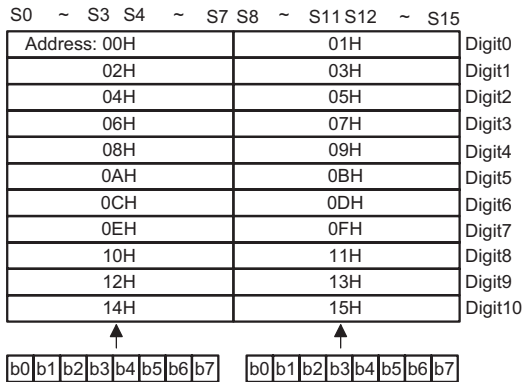 S0 ~ S3 S4 ~ S7 S8 ~ S11 S12 ~ S15
Address: 00H 01H Digit0
02H 03H Digit1
04H 05H Digit2
06H 07H Digit3
08H 09H Digit4
0AH 0BH Digit5
0CH 0DH Digit6
0EH 0FH Digit7
10H 11H Digit8
12H 13H Digit9
14H 15H Digit10
b0 b1 b2 b3 b4 b5 b6 b7 b0 b1 b2 b3 b4 b5 b6 b7